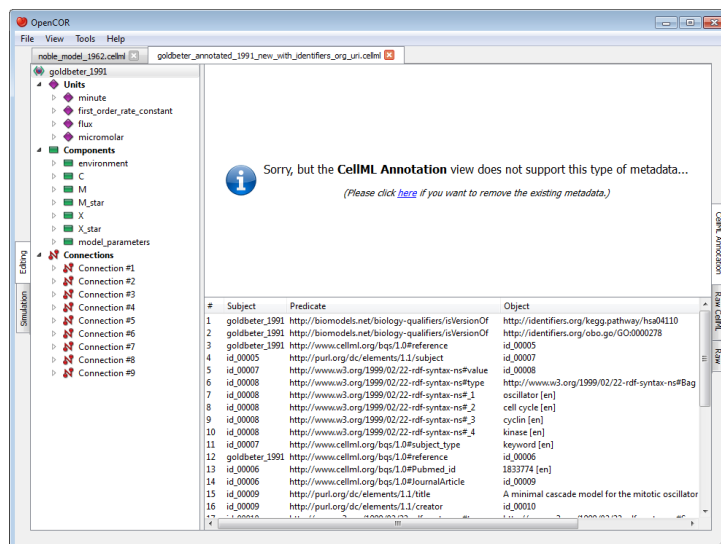 OpenCOR
File View Tools Help
noble_model_1962.cellml goldbeter_annotated_1991_new_with_identifiers_org_uri.cellml
goldbeter_1991
Units
minute
first_order_rate_constant
flux
micromolar
Components
environment
C
M
M_star
X
X_star
model_parameters
Connections
Connection #1
Connection #2
Connection #3
Connection #4
Connection #5
Connection #6
Connection #7
Connection #8
Connection #9
Editing
Simulation
Sorry, but the CellML Annotation view does not support this type of metadata...
(Please click here if you want to remove the existing metadata.)
# Subject Predicate Object
1 goldbeter_1991 http://biomodels.net/biology-qualifiers/isVersionOf http://identifiers.org/kegg.pathway/hsa04110
2 goldbeter_1991 http://biomodels.net/biology-qualifiers/isVersionOf http://identifiers.org/obo.go/GO:0000278
3 goldbeter_1991 http://www.cellml.org/bqs/1.0#reference id_00005
4 id_00005 http://purl.org/dc/elements/1.1/subject id_00007
5 id_00007 http://www.w3.org/1999/02/22-rdf-syntax-ns#value id_00008
6 id_00008 http://www.w3.org/1999/02/22-rdf-syntax-ns#type http://www.w3.org/1999/02/22-rdf-syntax-ns#Bag
7 id_00008 http://www.w3.org/1999/02/22-rdf-syntax-ns#_1 oscillator [en]
8 id_00008 http://www.w3.org/1999/02/22-rdf-syntax-ns#_2 cell cycle [en]
9 id_00008 http://www.w3.org/1999/02/22-rdf-syntax-ns#_3 cyclin [en]
10 id_00008 http://www.w3.org/1999/02/22-rdf-syntax-ns#_4 kinase [en]
11 id_00007 http://www.cellml.org/bqs/1.0#subject_type keyword [en]
12 goldbeter_1991 http://www.cellml.org/bqs/1.0#reference id_00006
13 id_00006 http://www.cellml.org/bqs/1.0#Pubmed_id 1833774 [en]
14 id_00006 http://www.cellml.org/bqs/1.0#JournalArticle id_00009
15 id_00009 http://purl.org/dc/elements/1.1/title A minimal cascade model for the mitotic oscillator
16 id_00009 http://purl.org/dc/elements/1.1/creator id_00010
CellML Annotation
Raw CellML
Raw